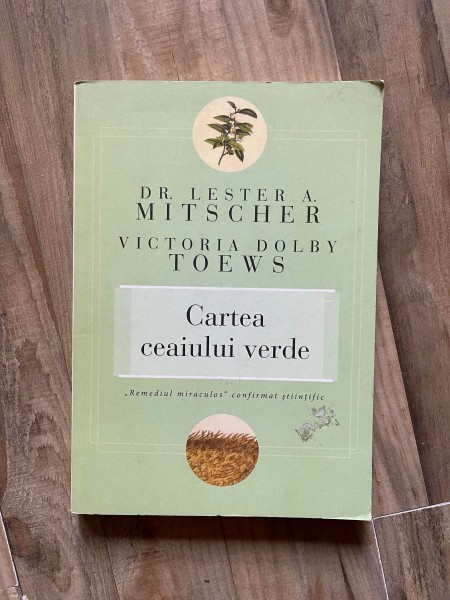 DR. LESTER A.
MITSCHER
VICTORIA DOLBY
TOEWS
Cartea
ceaiului verde
„Remediul miraculos" confirmat științific